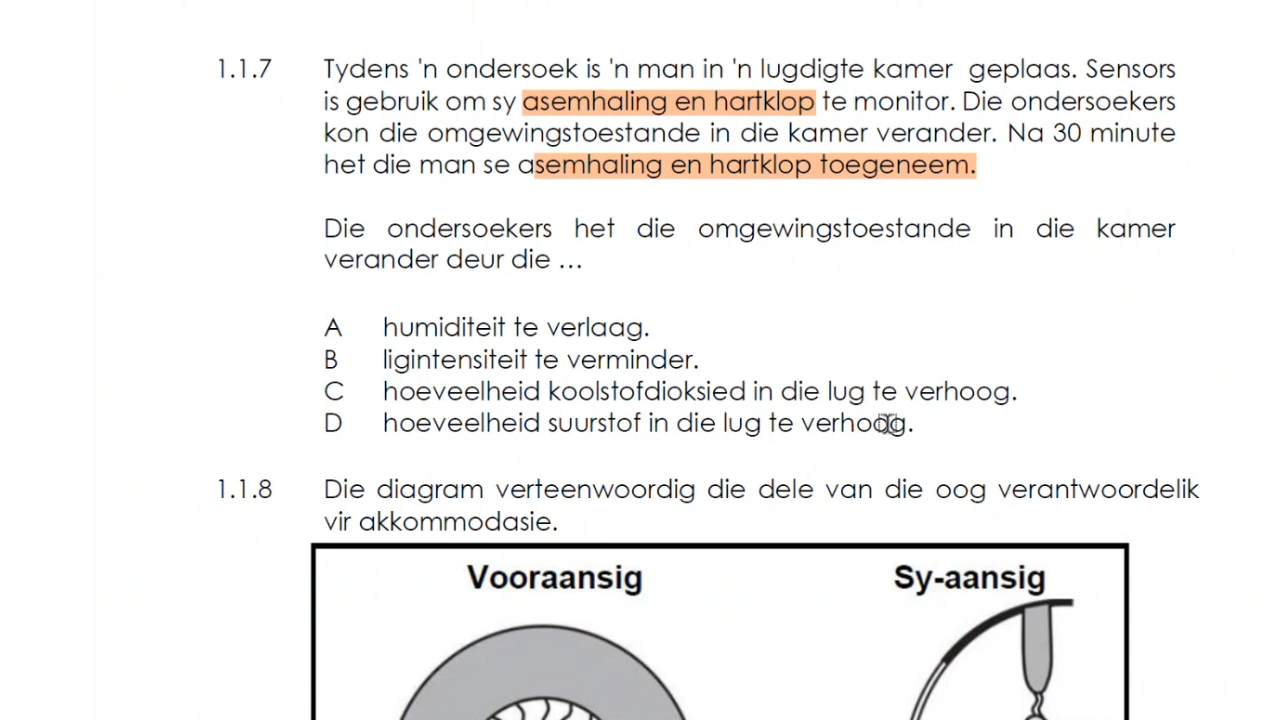 1.1.7 Tydens 'n ondersoek is 'n man in 'n lugdigte kamer geplaas. Sensors
is gebruik om sy asemhaling en hartklop te monitor. Die ondersoekers
kon die omgewingstoestande in die kamer verander. Na 30 minute
het die man se asemhaling en hartklop toegeneem.
Die ondersoekers het die omgewingstoestande in die kamer
verander deur die ...
A humiditeit te verlaag.
B ligintensiteit te verminder.
C hoeveelheid koolstofdioksied in die lug te verhoog.
D hoeveelheid suurstof in die lug te verhoog.
1.1.8 Die diagram verteenwoordig die dele van die oog verantwoordelik
vir akkommodasie.
Vooraansig Sy-aansig